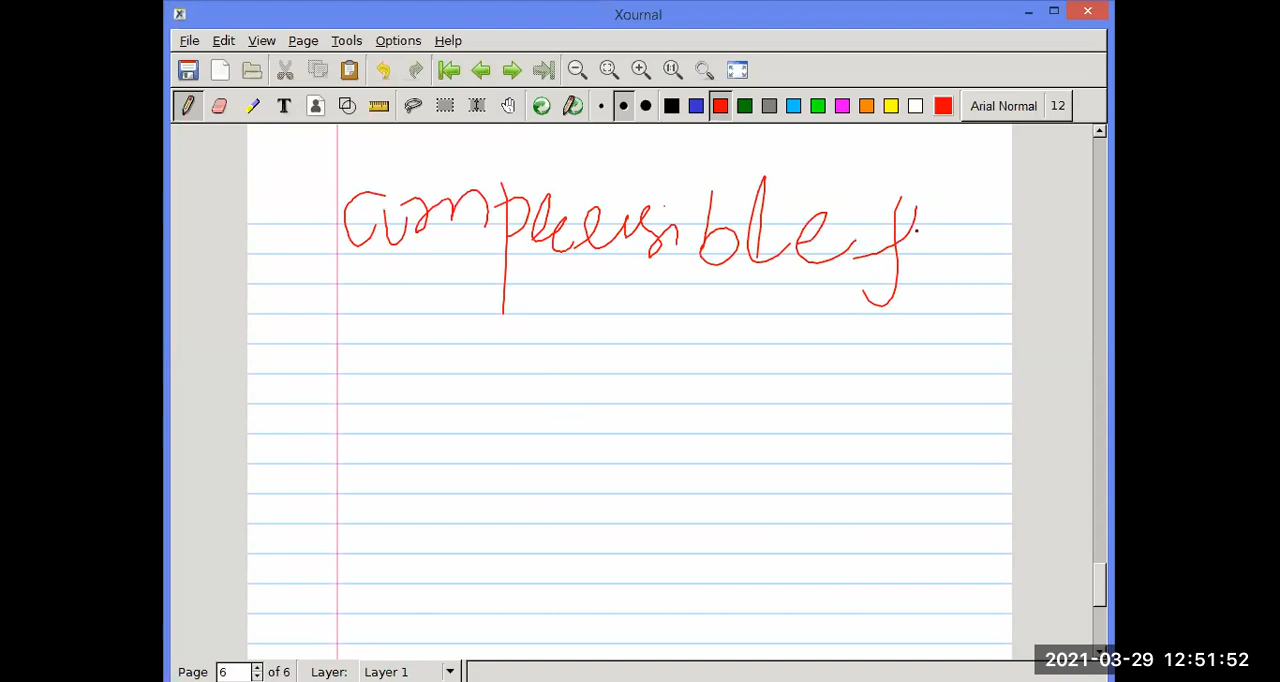 Xournal
File Edit View Page Tools Options Help
Arial Normal 12
compressible f
Page 6 of 6 Layer: Layer 1
2021-03-29 12:51:52